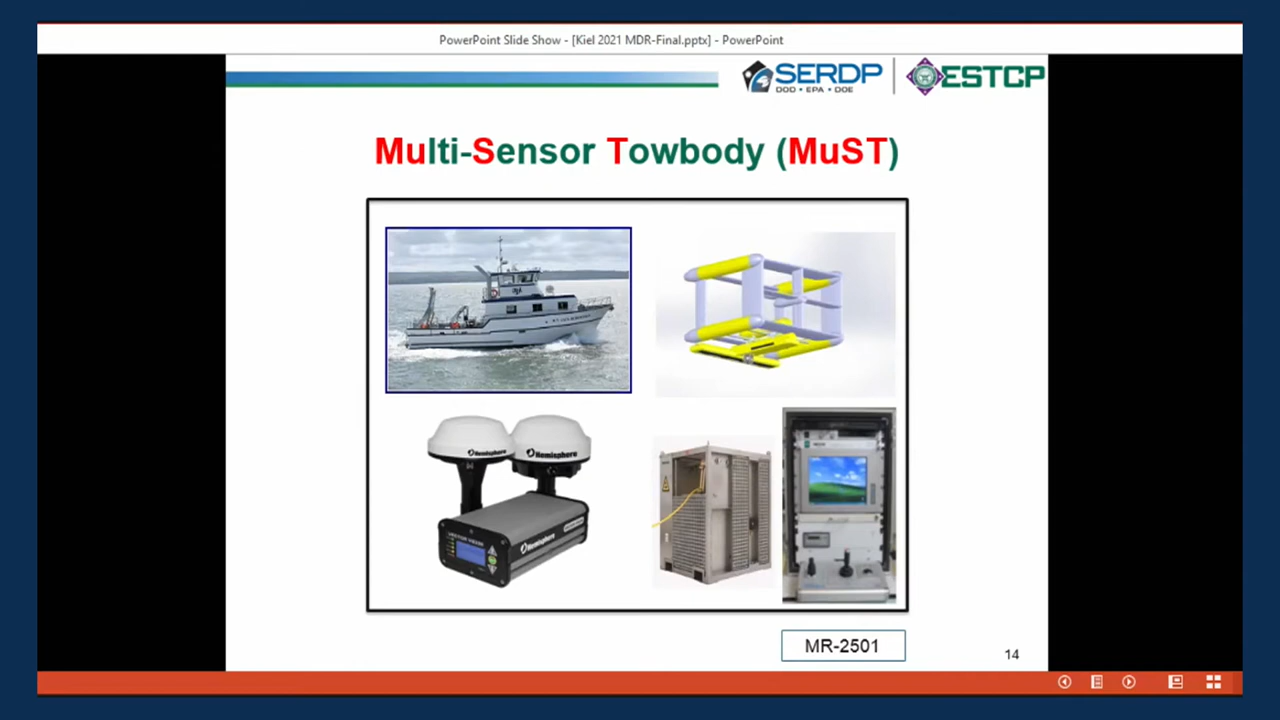 PowerPoint Slide Show - [Kiel 2021 MDR-Final.pptx] - PowerPoint
SERDP
DOD • EPA • DOE
ESTCP
Multi-Sensor Towbody (MuST)
Hemisphere
Hemisphere
Hemisphere
MR-2501
14